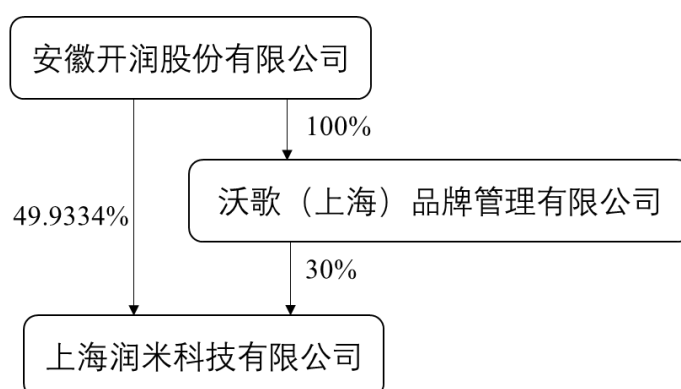 安徽开润股份有限公司
100%
沃歌（上海）品牌管理有限公司
49.9334%
30%
上海润米科技有限公司